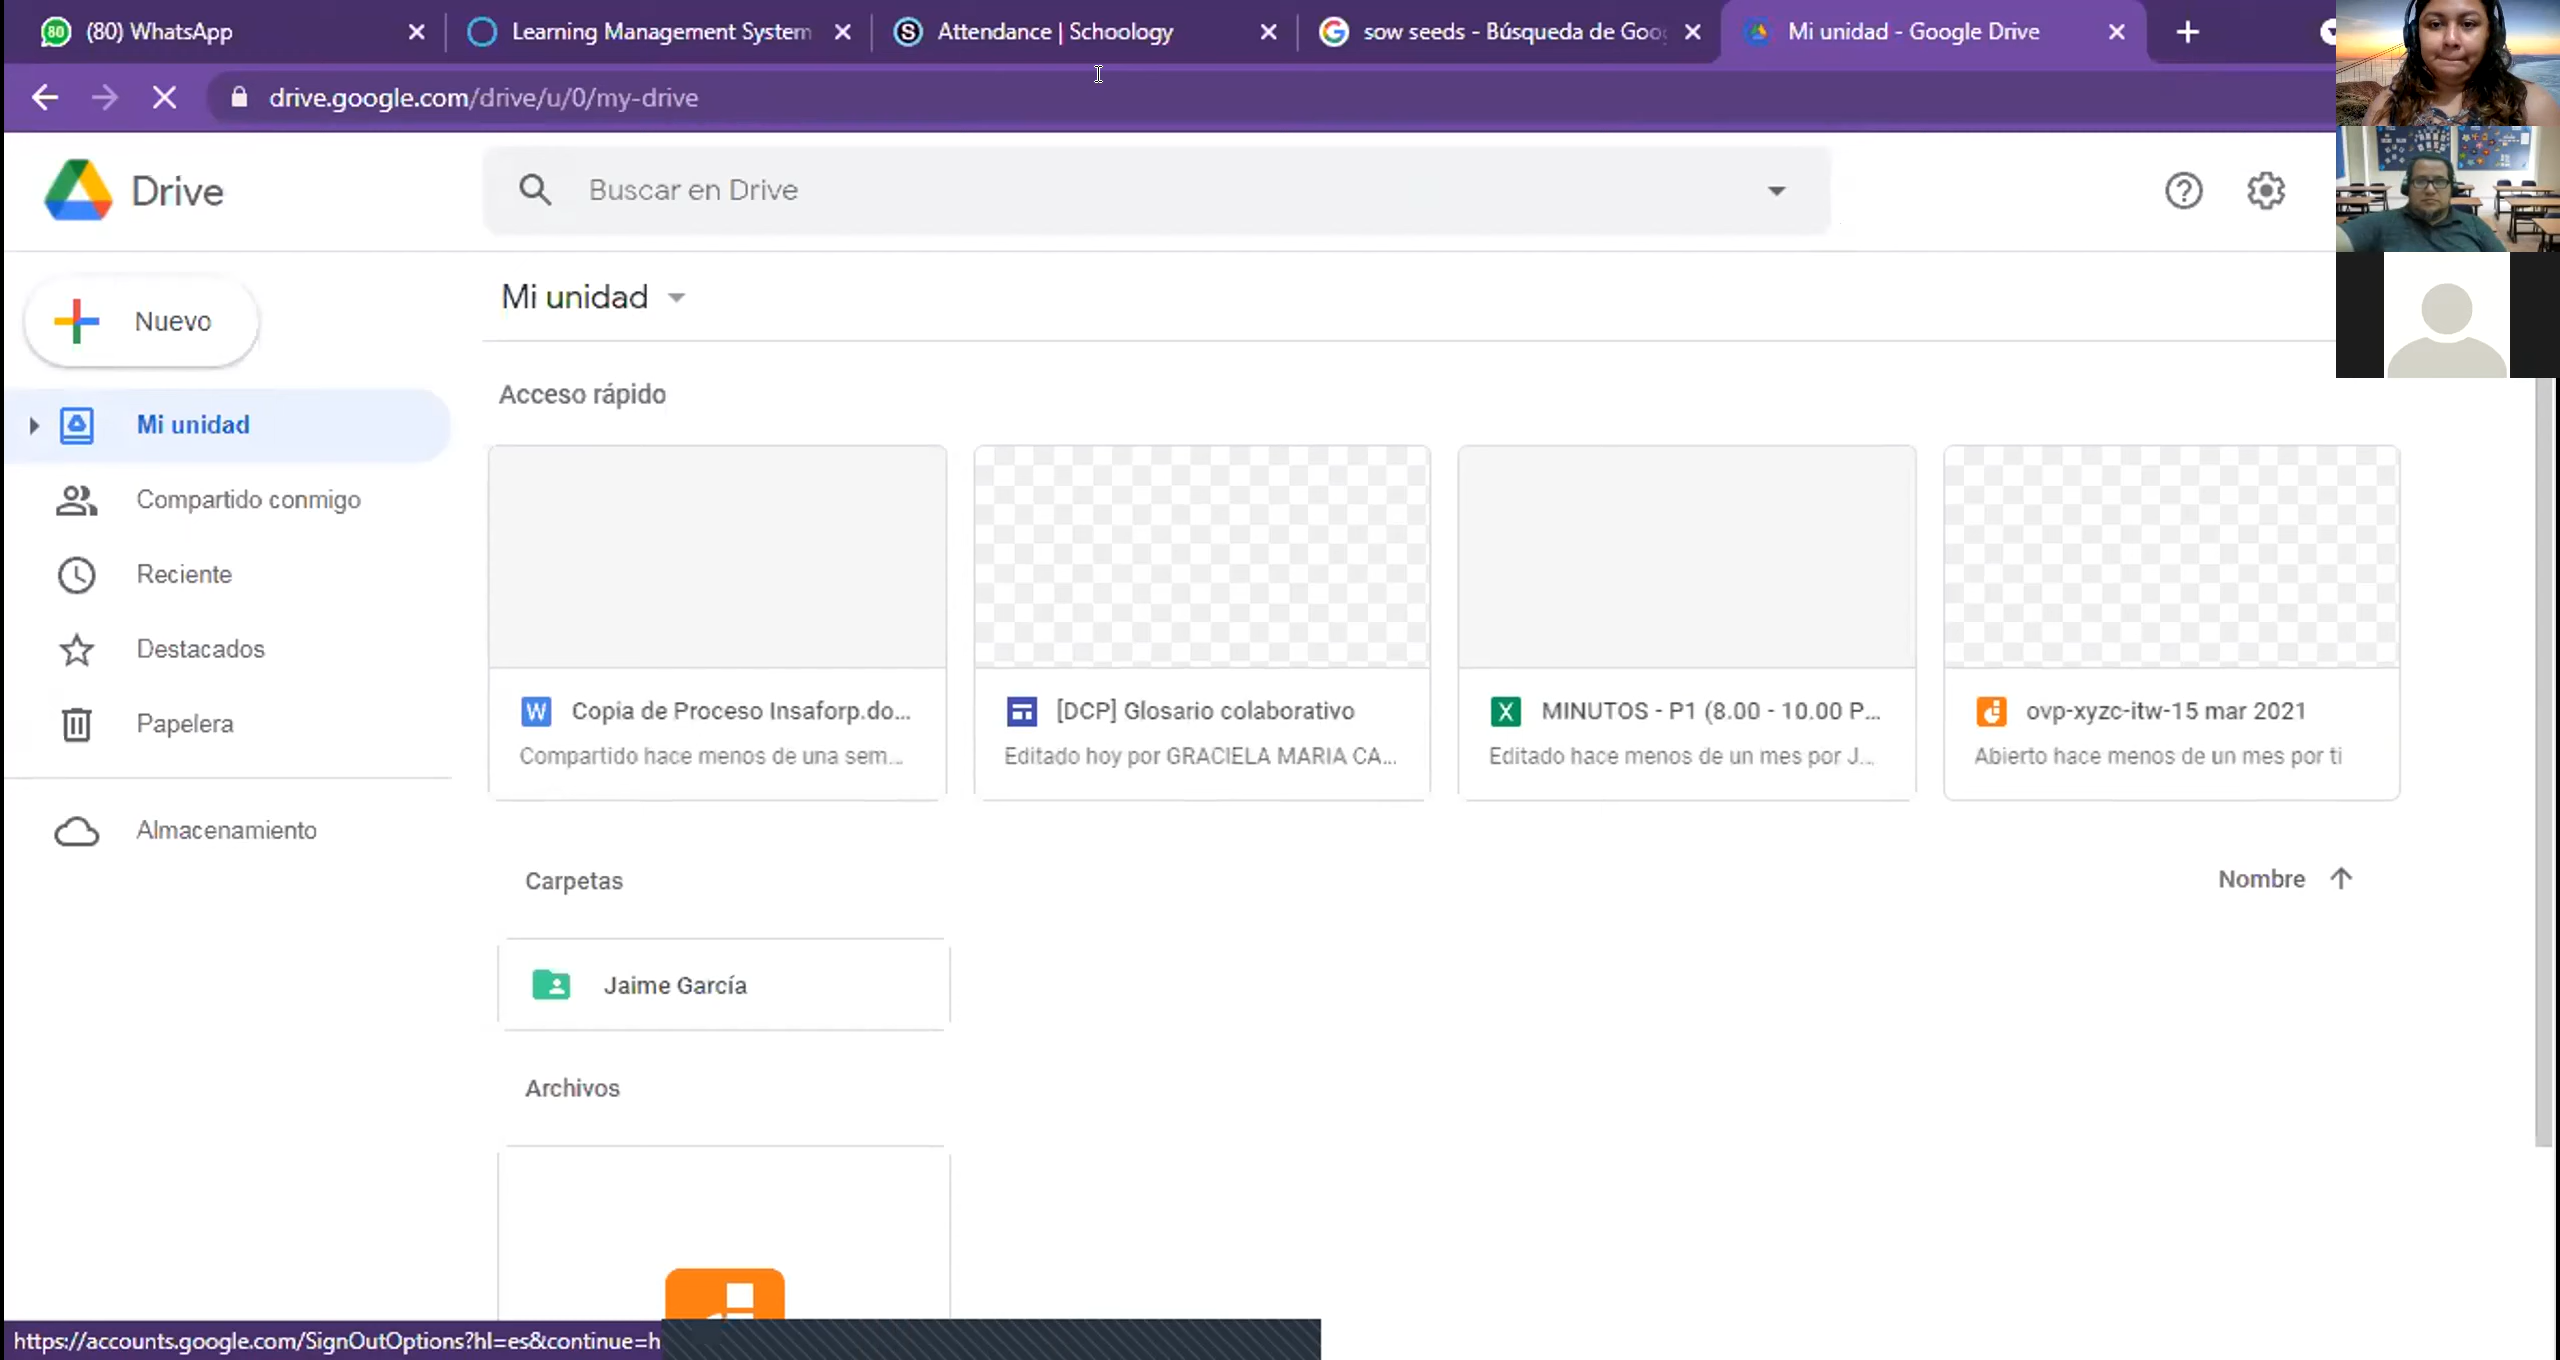 80
(80) WhatsApp
Learning Management System
Attendance | Schoology
sow seeds - Búsqueda de Goo
Mi unidad - Google Drive
drive.google.com/drive/u/0/my-drive
Drive
Buscar en Drive
Nuevo
Mi unidad
Acceso rápido
Mi unidad
Compartido conmigo
Reciente
Destacados
Papelera
Almacenamiento
Copia de Proceso Insaforp.do...
Compartido hace menos de una sem...
[DCP] Glosario colaborativo
Editado hoy por GRACIELA MARIA CA...
MINUTOS - P1 (8.00 - 10.00 P...
Editado hace menos de un mes por J...
ovp-xyzc-itw-15 mar 2021
Abierto hace menos de un mes por ti
Carpetas
Nombre
Jaime García
Archivos
https://accounts.google.com/SignOutOptions?hl=es&continue=h